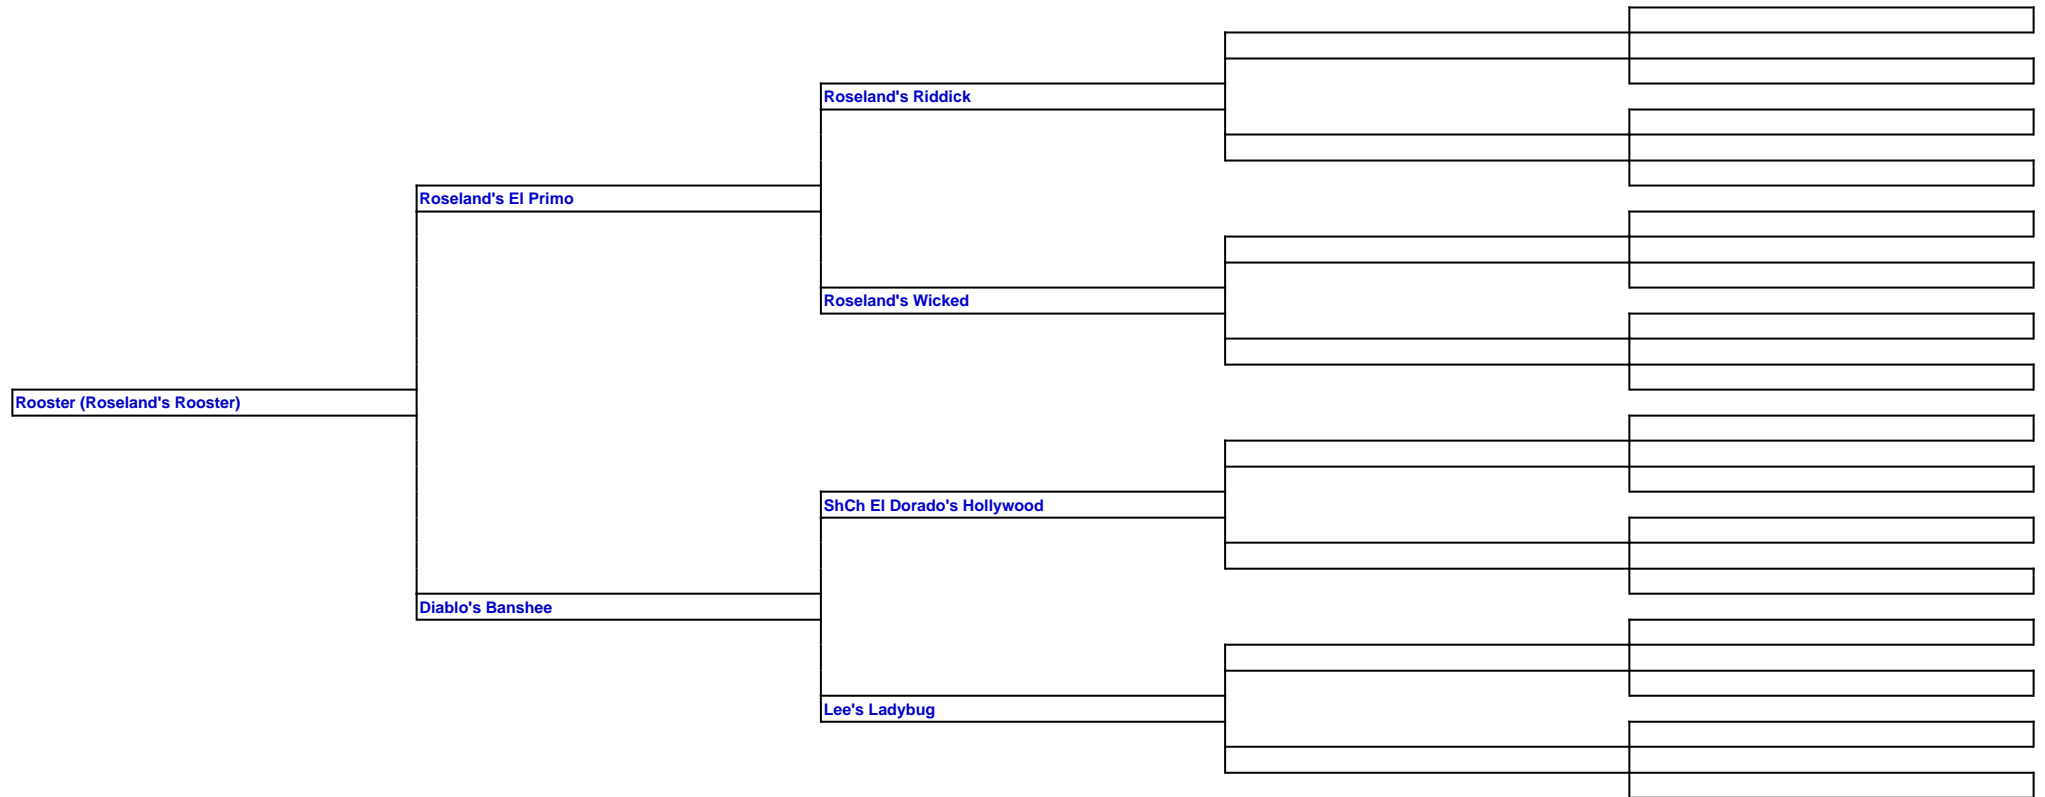 Roseland's Riddick
Roseland's El Primo
Roseland's Wicked
Rooster (Roseland's Rooster)
ShCh El Dorado's Hollywood
Diablo's Banshee
Lee's Ladybug